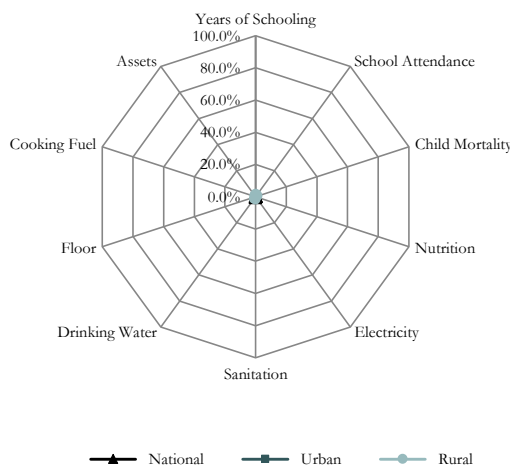 Years of Schooling
100.0%
Assets
School Attendance
80.0%
60.0%
Cooking Fuel
40.0%
Child Mortality
20.0%
0.0%
Floor
Nutrition
Drinking Water
Electricity
Sanitation
National
Urban
Rural